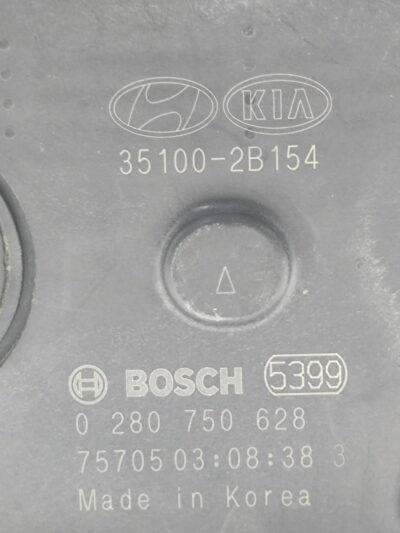 KIA
35100-2B154
BOSCH 5399
0 280 750 628
75705 03:08:38 3
Made in Korea